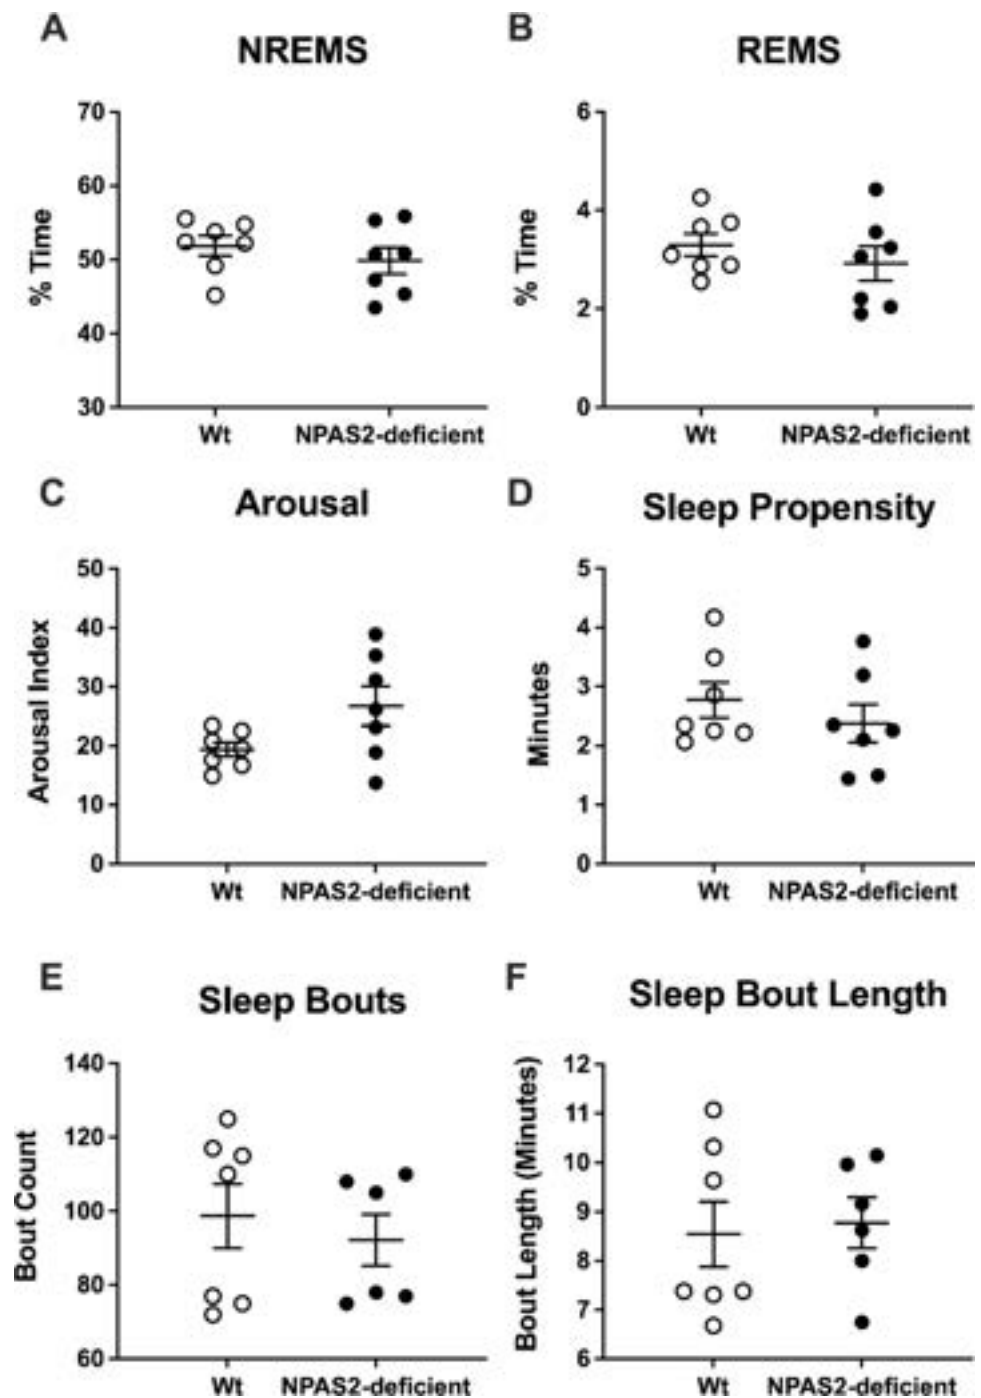 A
NREMS
% Time
70
60
50
40
30
Wt NPAS2-deficient
B
REMS
% Time
6
4
2
0
Wt NPAS2-deficient
C
Arousal
Arousal Index
50
40
30
20
10
0
Wt NPAS2-deficient
D
Sleep Propensity
Minutes
5
4
3
2
1
0
Wt NPAS2-deficient
E
Sleep Bouts
Bout Count
140
120
100
80
60
Wt NPAS2-deficient
F
Sleep Bout Length
Bout Length (Minutes)
12
11
10
9
8
7
6
Wt NPAS2-deficient